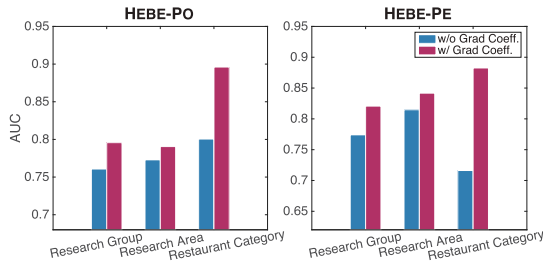 HEBE-PO
0.95
0.9
0.85
0.8
0.75
0.7
AUC
Research Group
Research Area
Restaurant Category
HEBE-PE
w/o Grad Coeff.
w/ Grad Coeff.
0.95
0.9
0.85
0.8
0.75
0.7
0.65
Research Group
Research Area
Restaurant Category